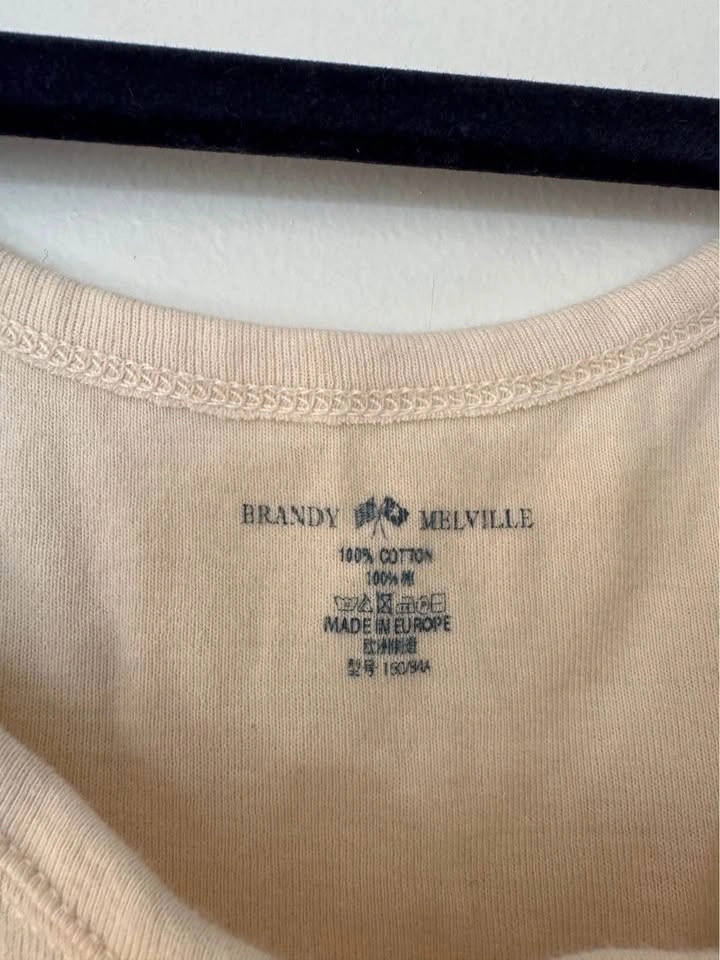 BRANDY MELVILLE
100% COTTON
100% 棉
MADE IN EUROPE
欧洲制造
型号: 160/84A